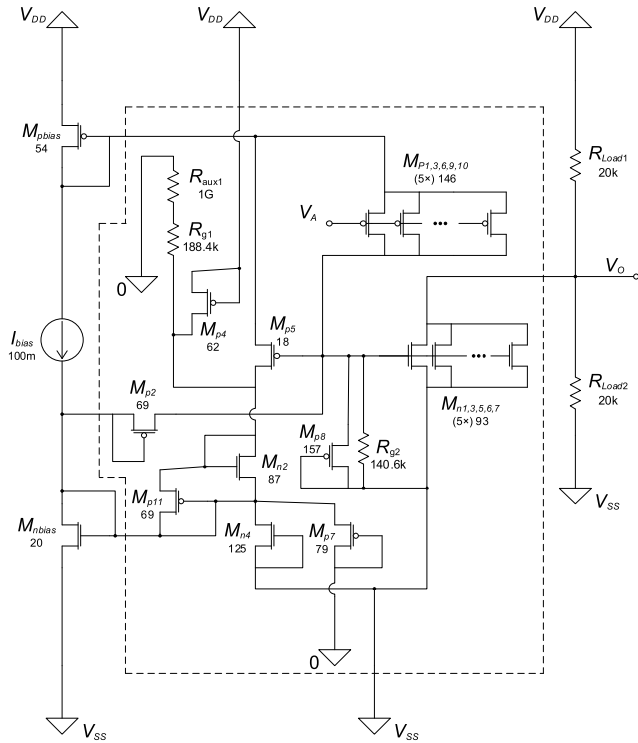 V_DD
V_DD
V_DD
M_pbias
54
R_aux1
1G
R_g1
188.4k
0
M_P1,3,6,9,10
(5×) 146
V_A
•••
R_Load1
20k
V_O
I_bias
100m
M_p4
62
M_p5
18
•••
M_n1,3,5,6,7
(5×) 93
R_Load2
20k
M_p2
69
M_p8
157
R_g2
140.6k
M_n2
87
V_SS
M_p11
69
M_nbias
20
M_n4
125
M_p7
79
0
V_SS
V_SS